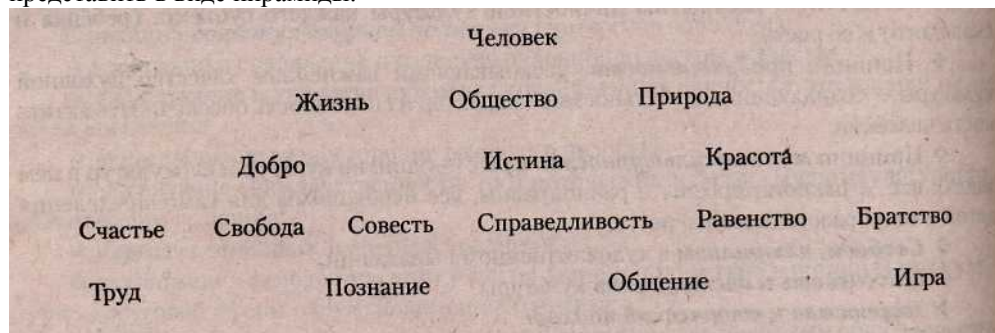 Человек
Жизнь Общество Природа
Добро Истина Красота
Счастье Свобода Совесть Справедливость Равенство Братство
Труд Познание Общение Игра